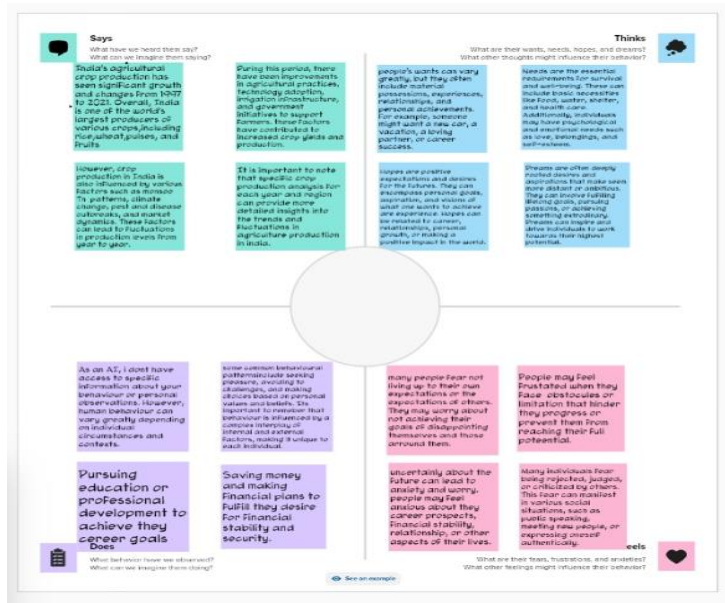 Says
What have we heard them say?
What can we imagine them saying?
India's agricultural
crop production has
seen significant growth
and changes from 1947
to 2021. Overall, India
is one of the world's
largest producers of
various crops,including
rice,wheat,pulses, and
fruits
During this period, there
have been improvements
in agricultural practices,
technology adoption,
irrigation infrastructure,
and government
initiatives to support
farmers. these factors
have contributed to
increased crop yields and
production.
However, crop
production in India is
also influenced by various
factors such as monsoo
Tn patterns, climate
change, pest and disease
outbreaks, and market
dynamics. These factors
can lead to fluctuations
in production levels from
year to year.
It is important to note
that specific crop
production analysis for
each year and region
can provide more
detailed insights into
the trends and
fluctuations in
agriculture production
in india.
Thinks
What are their wants, needs, hopes, and dreams?
What other thoughts might influence their behavior?
people's wants can vary
greatly, but they often
include material
possessions, experiences,
relationships, and
personal achievements.
For example, someone
might want a new car, a
vacation, a loving
partner, or career
success.
Needs are the essential
requirements for survival
and well-being. These can
include basic necessities
like food, water, shelter,
and health care.
Additionally, individuals
may have psychological
and emotional needs such
as love, belongings, and
self-esteem.
Hopes are positive
expectations and desires
for the futures. They can
encompass personal goals,
aspiration, and visions of
what one wants to achieve
are experience. Hopes can
be related to career,
relationships, personal
growth, or making a
positive impact in the world.
Dreams are often deeply
rooted desires and
aspirations that make seem
more distant or ambitious.
They can involve fulfilling
lifelong goals, pursuing
passions, or achieving
something extrodinary.
Dreams can inspire and
drive individuals to work
towards their highest
potential.
As an AI, i dont have
access to specific
information about your
behaviour or personal
observations. However,
human behaviour can
vary greatly depending
on individual
circumstances and
contexts.
some common behavioural
patternsinclude seeking
pleasure, avoiding to
challenges, and making
choices based on personal
values and beliefs. Its
important to remember that
behaviour is influenced by a
complex interplay of
internal and external
factors, making it unique to
each individual.
Pursuing
education or
professional
development to
achieve they
career goals
Saving money
and making
financial plans to
fulfill they desire
for financial
stability and
security.
Does
What behavior have we observed?
What can we imagine them doing?
many people fear not
living up to their own
expectations or the
expectations of others.
They may worry about
not achieving their
goals of disappointing
themselves and those
arround them.
People may feel
frustated when they
face obstacles or
limitation that hinder
they progress or
prevent them from
reaching their full
poteential.
uncertainly about the
future can lead to
anxiety and worry.
people may feel
anxious about they
career prospects,
financial stability,
relationship, or other
aspects of their lives.
Many individuals fear
being rejected, judged,
or criticized by others.
This fear can manifest
in various social
situations, such as
public speaking,
meeting new people, or
expressing oneself
authentically.
eels
What are their fears, frustrations, and anxieties?
What other feelings might influence their behavior?
See an example